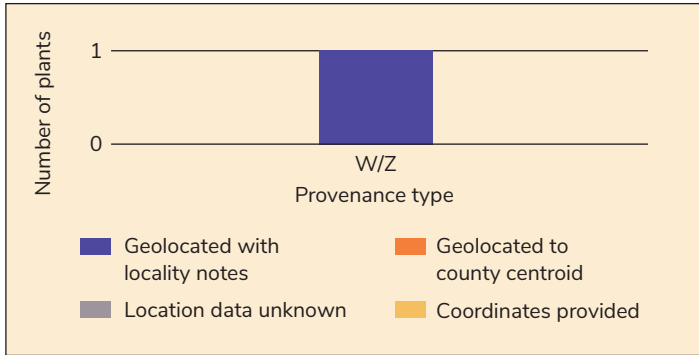 Number of plants
1
0
W/Z
Provenance type
Geolocated with
locality notes
Geolocated to
county centroid
Location data unknown
Coordinates provided